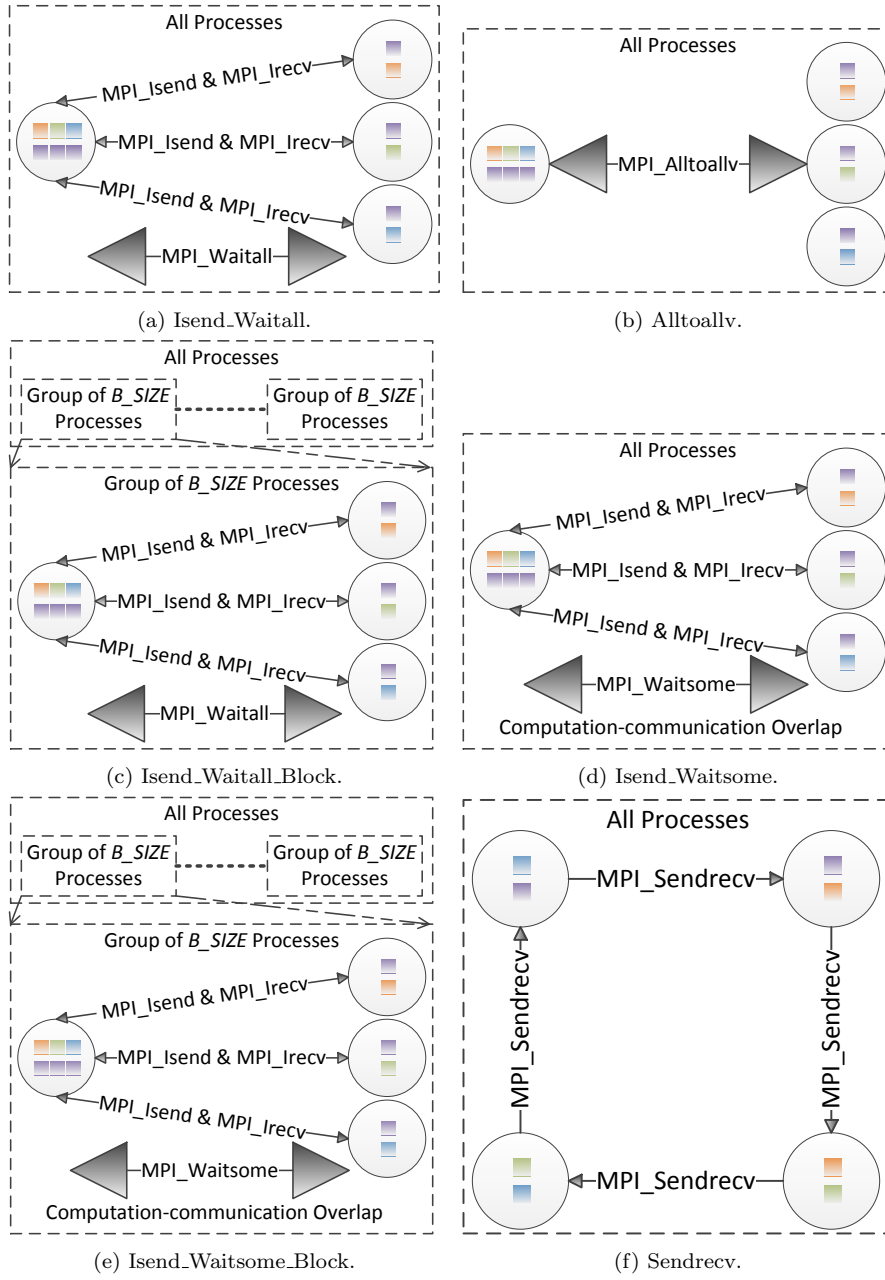 All Processes
MPI_Isend & MPI_Irecv
MPI_Isend & MPI_Irecv
MPI_Isend & MPI_Irecv
MPI_Waitall
(a) Isend_Waitall.
All Processes
MPI_Alltoallv
(b) Alltoallv.
All Processes
Group of B_SIZE
Processes
Group of B_SIZE
Processes
Group of B_SIZE Processes
MPI_Isend & MPI_Irecv
MPI_Isend & MPI_Irecv
MPI_Isend & MPI_Irecv
MPI_Waitall
(c) Isend_Waitall_Block.
All Processes
MPI_Isend & MPI_Irecv
MPI_Isend & MPI_Irecv
MPI_Isend & MPI_Irecv
MPI_Waitsome
Computation-communication Overlap
(d) Isend_Waitsome.
All Processes
Group of B_SIZE
Processes
Group of B_SIZE
Processes
Group of B_SIZE Processes
MPI_Isend & MPI_Irecv
MPI_Isend & MPI_Irecv
MPI_Isend & MPI_Irecv
MPI_Waitsome
Computation-communication Overlap
(e) Isend_Waitsome_Block.
All Processes
MPI_Sendrecv
MPI_Sendrecv
MPI_Sendrecv
MPI_Sendrecv
(f) Sendrecv.